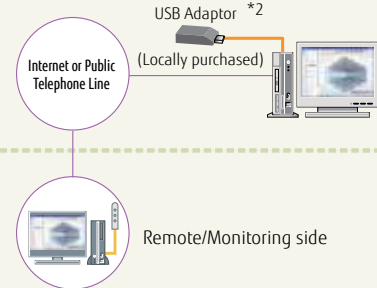 USB Adaptor *2
(Locally purchased)
Internet or Public
Telephone Line
Remote/Monitoring side